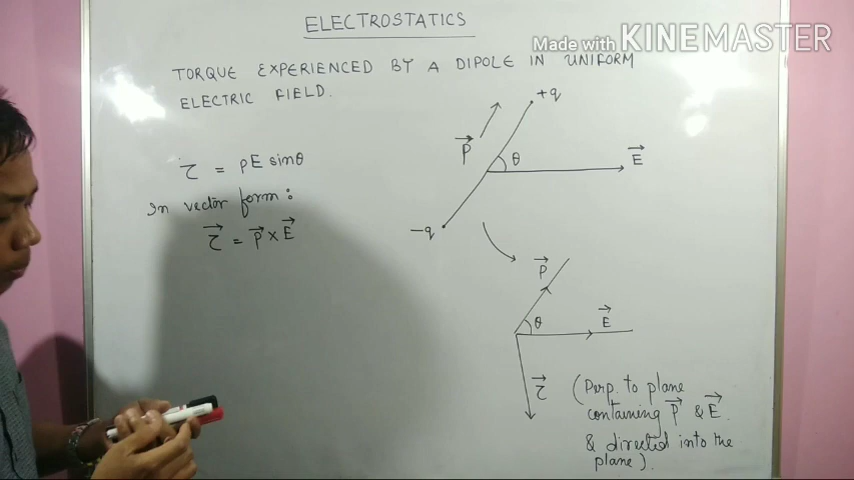 ELECTROSTATICS
Made with KINEMASTER
TORQUE EXPERIENCED BY A DIPOLE IN UNIFORM
ELECTRIC FIELD.
τ = pE sinθ
In vector form:
τ⃗ = P⃗ × E⃗
+q
P⃗
θ
E⃗
-q
P⃗
θ
E⃗
τ⃗ (Perp. to plane
containing P⃗ & E⃗
& directed into the
plane).